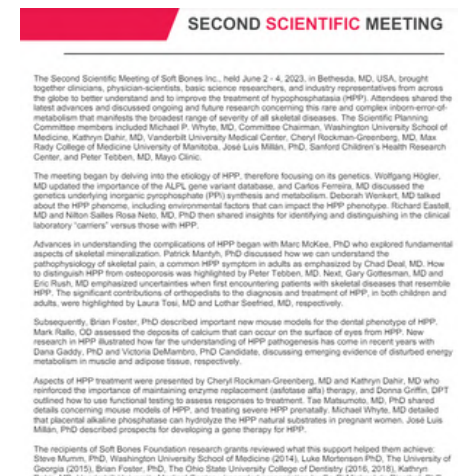 SECOND SCIENTIFIC MEETING
The Second Scientific Meeting of Soft Bones Inc., held June 2 - 4, 2023, in Bethesda, MD, USA, brought
together clinicians, physician-scientists, basic science researchers, and industry representatives from across
the globe to better understand and to improve the treatment of hypophosphatasia (HPP). Attendees shared the
latest advances and discussed ongoing and future research concerning this rare and complex inborn-error-of-
metabolism that manifests the broadest range of severity of all skeletal diseases. The Scientific Planning
Committee members included Michael P. Whyte, MD, Committee Chairman, Washington University School of
Medicine, Kathryn Dahir, MD, Vanderbilt University Medical Center, Cheryl Rockman-Greenberg, MD, Max
Rady College of Medicine University of Manitoba, José Luis Millán, PhD, Sanford Children's Health Research
Center, and Peter Tebben, MD, Mayo Clinic.
The meeting began by delving into the etiology of HPP, therefore focusing on its genetics. Wolfgang Högler,
MD updated the importance of the ALPL gene variant database, and Carlos Ferreira, MD discussed the
genetics underlying inorganic pyrophosphate (PPi) synthesis and metabolism. Deborah Wenkert, MD talked
about the HPP phenome, including environmental factors that can impact the HPP phenotype. Richard Eastell,
MD and Nilton Salles Rosa Neto, MD, PhD then shared insights for identifying and distinguishing in the clinical
laboratory "carriers" versus those with HPP.
Advances in understanding the complications of HPP began with Marc McKee, PhD who explored fundamental
aspects of skeletal mineralization. Patrick Mantyh, PhD discussed how we can understand the
pathophysiology of skeletal pain, a common HPP symptom in adults as emphasized by Chad Deal, MD. How
to distinguish HPP from osteoporosis was highlighted by Peter Tebben, MD. Next, Gary Gottesman, MD and
Eric Rush, MD emphasized uncertainties when first encountering patients with skeletal diseases that resemble
HPP. The significant contributions of orthopedists to the diagnosis and treatment of HPP, in both children and
adults, were highlighted by Laura Tosi, MD and Lothar Seefried, MD, respectively.
Subsequently, Brian Foster, PhD described important new mouse models for the dental phenotype of HPP.
Mark Rallo, OD assessed the deposits of calcium that can occur on the surface of eyes from HPP. New
research in HPP illustrated how far the understanding of HPP pathogenesis has come in recent years with
Dana Gaddy, PhD and Victoria DeMambro, PhD Candidate, discussing emerging evidence of disturbed energy
metabolism in muscle and adipose tissue, respectively.
Aspects of HPP treatment were presented by Cheryl Rockman-Greenberg, MD and Kathryn Dahir, MD who
reinforced the importance of maintaining enzyme replacement (asfotase alfa) therapy, and Donna Griffin, DPT
outlined how to use functional testing to assess responses to treatment. Tae Matsumoto, MD, PhD shared
details concerning mouse models of HPP, and treating severe HPP prenatally. Michael Whyte, MD detailed
that placental alkaline phosphatase can hydrolyze the HPP natural substrates in pregnant women. José Luis
Millán, PhD described prospects for developing a gene therapy for HPP.
The recipients of Soft Bones Foundation research grants reviewed what this support helped them achieve:
Steve Mumm, PhD, Washington University School of Medicine (2014), Luke Mortensen PhD, The University of
Georgia (2015), Brian Foster, PhD, The Ohio State University College of Dentistry (2016, 2018), Kathryn